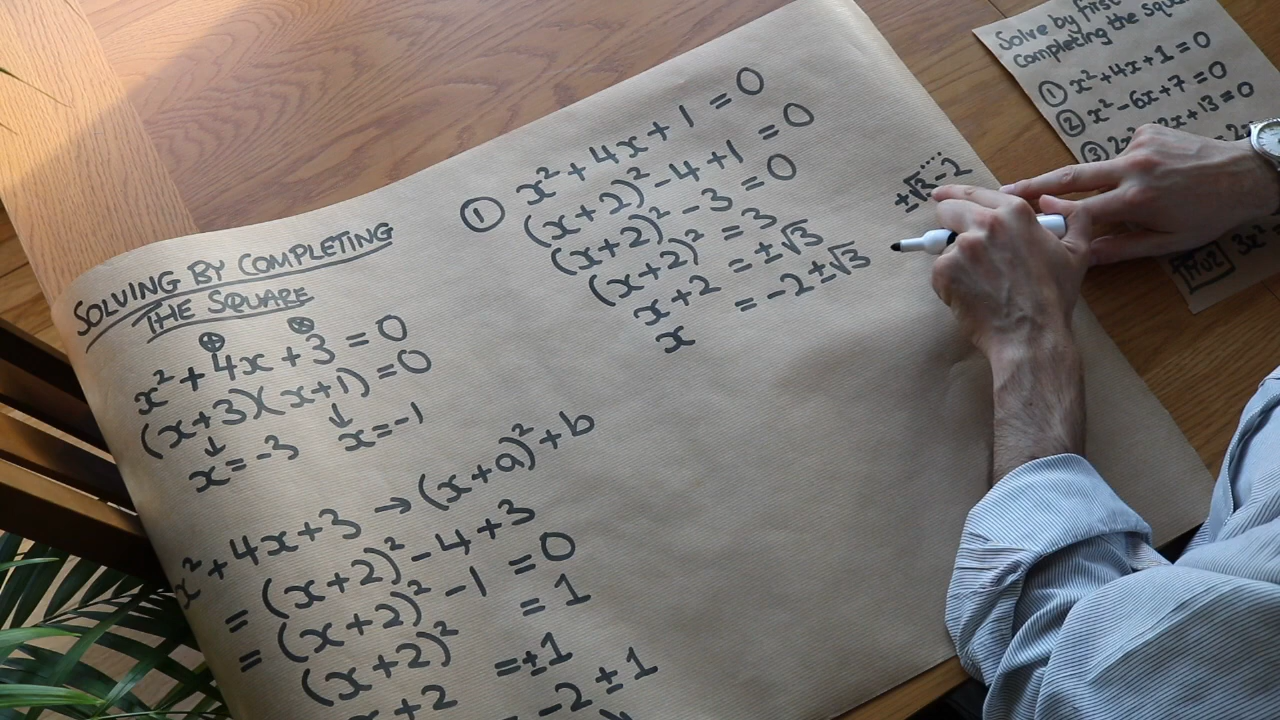 SOLVING BY COMPLETING
THE SQUARE
x² + 4x + 3 = 0
(x+3)(x+1) = 0
x = -3 x = -1
x² + 4x + 3 → (x+a)² + b
= (x+2)² - 4 + 3
= (x+2)² - 1 = 0
(x+2)² = 1
x+2 = ±1
-2 ± 1
① x² + 4x + 1 = 0
(x+2)² - 4 + 1 = 0
(x+2)² - 3 = 0
(x+2)² = 3
x+2 = ±√3
x = -2 ± √3
±√3 - 2
Solve by first
Completing the
① x² + 4x + 1 = 0
② x² - 6x + 7 = 0
③ + 13 = 0
3x²